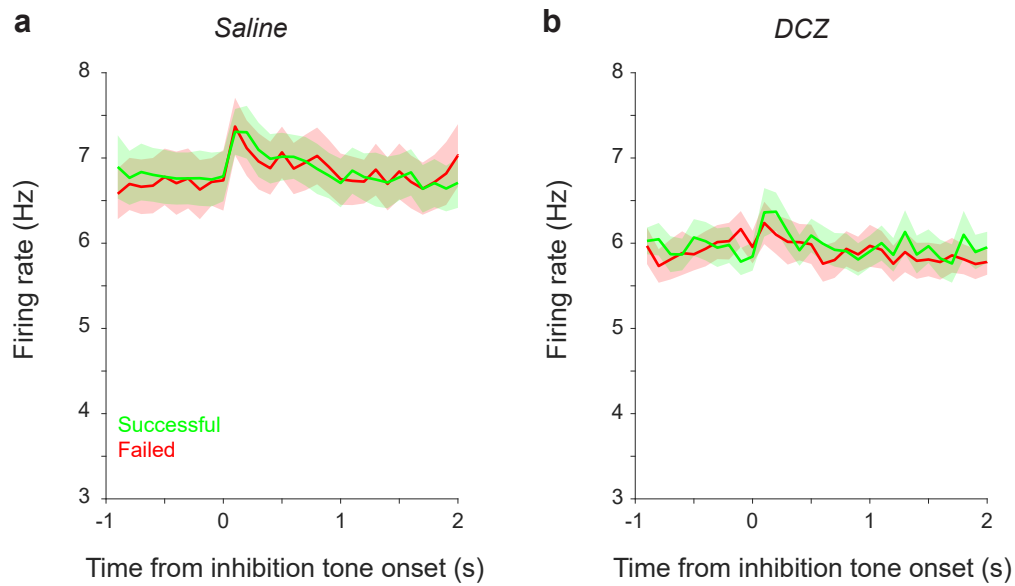 a
Saline
Firing rate (Hz)
8
7
6
5
4
3
Successful
Failed
-1
0
1
2
Time from inhibition tone onset (s)
b
DCZ
Firing rate (Hz)
8
7
6
5
4
3
-1
0
1
2
Time from inhibition tone onset (s)